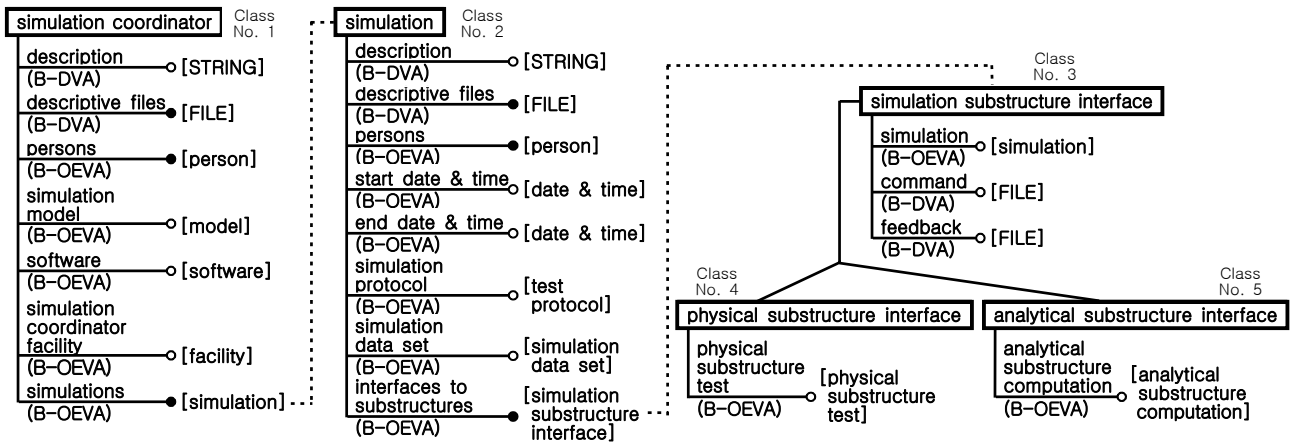 simulation coordinator
Class
No. 1
description
(B-DVA)
[STRING]
descriptive files
(B-DVA)
[FILE]
persons
(B-OEVA)
[person]
simulation
model
(B-OEVA)
[model]
software
(B-OEVA)
[software]
simulation
coordinator
facility
(B-OEVA)
[facility]
simulations
(B-OEVA)
[simulation]
simulation
Class
No. 2
description
(B-DVA)
[STRING]
descriptive files
(B-DVA)
[FILE]
persons
(B-OEVA)
[person]
start date & time
(B-OEVA)
[date & time]
end date & time
(B-OEVA)
[date & time]
simulation
protocol
(B-OEVA)
[test
protocol]
simulation
data set
(B-OEVA)
[simulation
data set]
interfaces to
substructures
(B-OEVA)
[simulation
substructure
interface]
Class
No. 3
simulation substructure interface
simulation
(B-OEVA)
[simulation]
command
(B-DVA)
[FILE]
feedback
(B-DVA)
[FILE]
Class
No. 4
physical substructure interface
physical
substructure
test
(B-OEVA)
[physical
substructure
test]
Class
No. 5
analytical substructure interface
analytical
substructure
computation
(B-OEVA)
[analytical
substructure
computation]